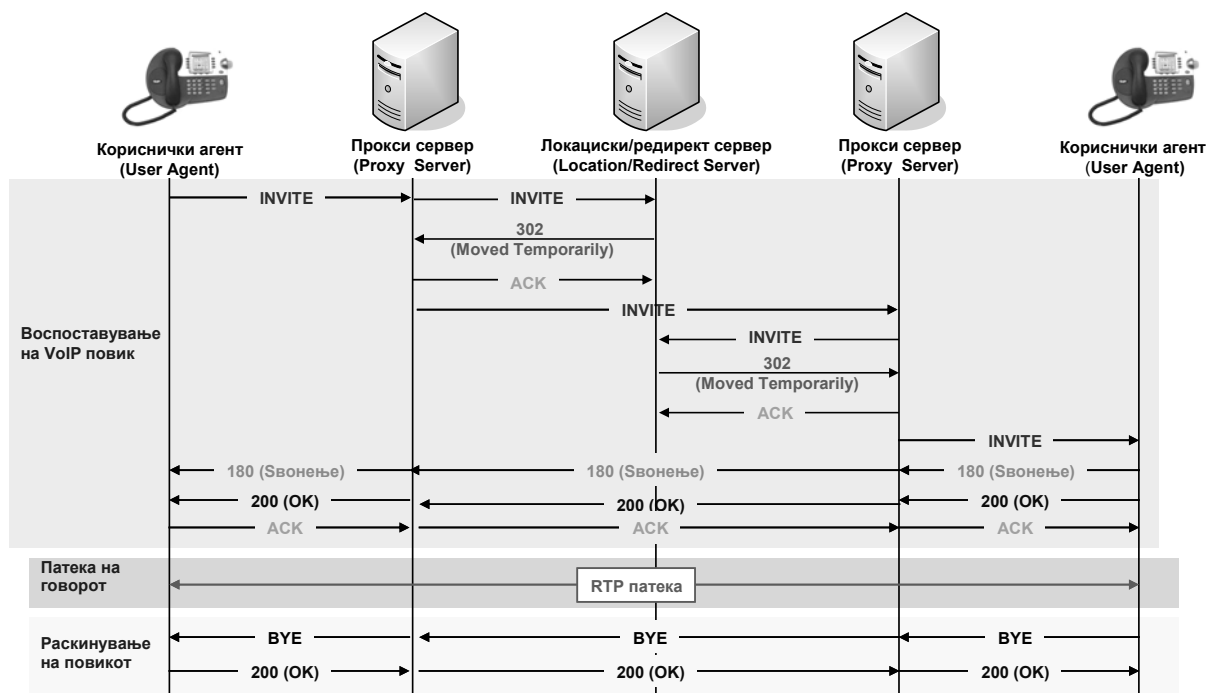 Кориснички агент
(User Agent)
Прокси сервер
(Proxy Server)
Локациски/редирект сервер
(Location/Redirect Server)
Прокси сервер
(Proxy Server)
Кориснички агент
(User Agent)
INVITE
INVITE
302
(Moved Temporarily)
ACK
INVITE
Воспоставување
на VoIP повик
INVITE
302
(Moved Temporarily)
ACK
INVITE
180 (Ѕвонење)
180 (Ѕвонење)
180 (Ѕвонење)
200 (OK)
200 (OK)
200 (OK)
ACK
ACK
ACK
Патека на
говорот
RTP патека
Раскинување
на повикот
BYE
BYE
BYE
200 (OK)
200 (OK)
200 (OK)